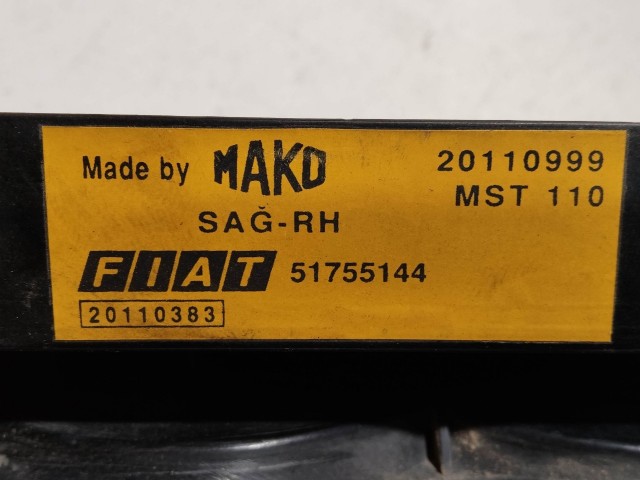 Made by MAKO 20110999
MST 110
SAĞ-RH
FIAT 51755144
20110383